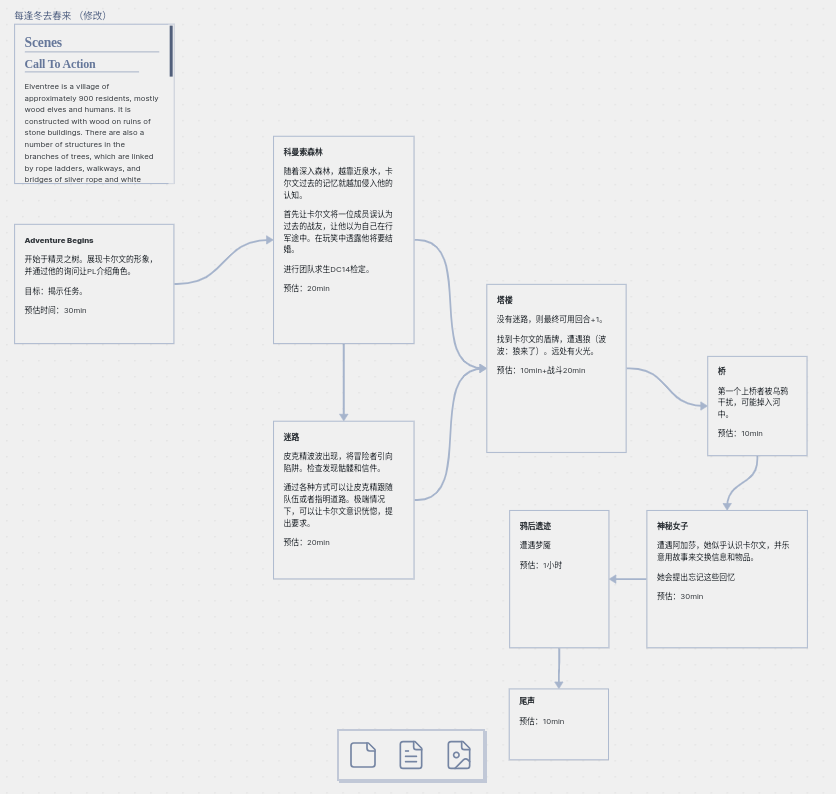 每逢冬去春来 （修改）
Scenes
Call To Action
Elventree is a village of
approximately 900 residents, mostly
wood elves and humans. It is
constructed with wood on ruins of
stone buildings. There are also a
number of structures in the
branches of trees, which are linked
by rope ladders, walkways, and
bridges of silver rope and white
Adventure Begins
开始于精灵之树。展现卡尔文的形象，
并通过他的询问让PL介绍角色。
目标：揭示任务。
预估时间：30min
科曼索森林
随着深入森林，越靠近泉水，卡
尔文过去的记忆就越加侵入他的
认知。
首先让卡尔文将一位成员误认为
过去的战友，让他以为自己在行
军途中。在玩笑中透露他将要结
婚。
进行团队求生DC14检定。
预估：20min
迷路
皮克精波波出现，将冒险者引向
陷阱。检查发现骷髅和信件。
通过各种方式可以让皮克精跟随
队伍或者指明道路。极端情况
下，可以让卡尔文意识恍惚，提
出要求。
预估：20min
塔楼
没有迷路，则最终可用回合+1。
找到卡尔文的盾牌，遭遇狼（波
波：狼来了）。远处有火光。
预估：10min+战斗20min
桥
第一个上桥者被乌鸦
干扰，可能掉入河
中。
预估：10min
神秘女子
遭遇阿加莎，她似乎认识卡尔文，并乐
意用故事来交换信息和物品。
她会提出忘记这些回忆
预估：30min
鸦后遗迹
遭遇梦魇
预估：1小时
尾声
预估：10min